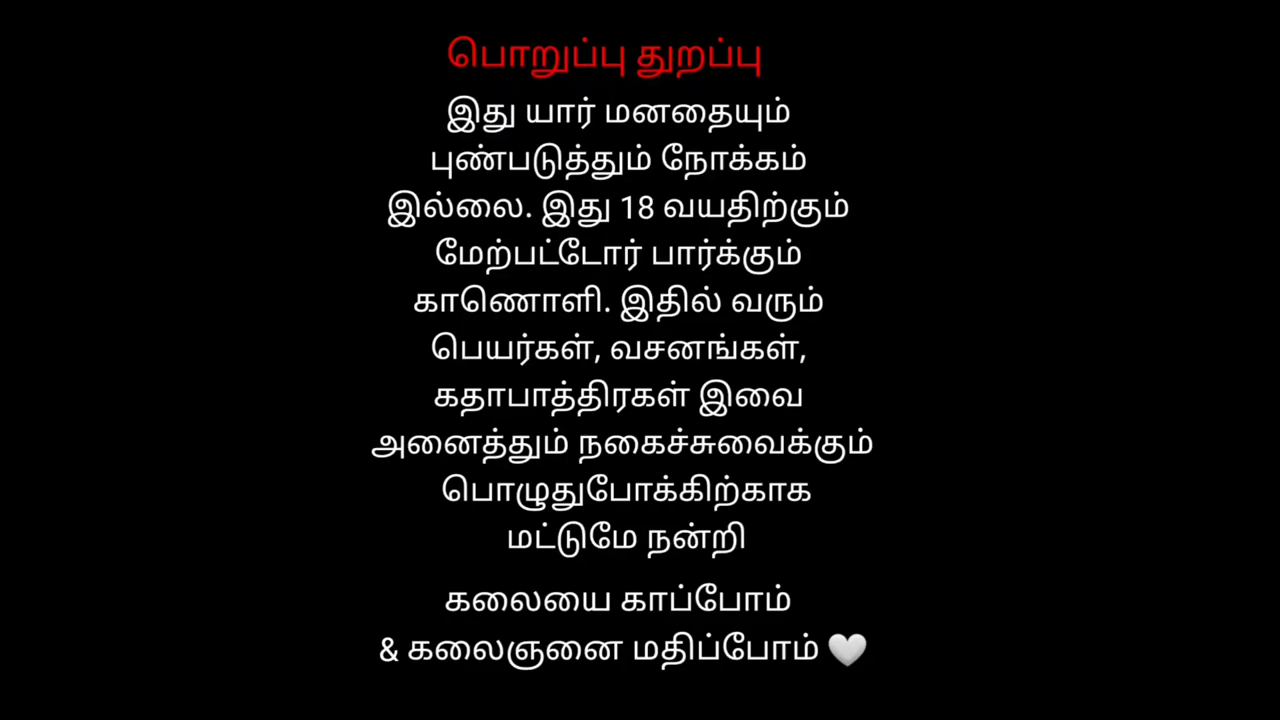 பொறுப்பு துறப்பு
இது யார் மனதையும்
புண்படுத்தும் நோக்கம்
இல்லை. இது 18 வயதிற்கும்
மேற்பட்டோர் பார்க்கும்
காணொளி. இதில் வரும்
பெயர்கள், வசனங்கள்,
கதாபாத்திரகள் இவை
அனைத்தும் நகைச்சுவைக்கும்
பொழுதுபோக்கிற்காக
மட்டுமே நன்றி
கலையை காப்போம்
& கலைஞனை மதிப்போம் 🤍